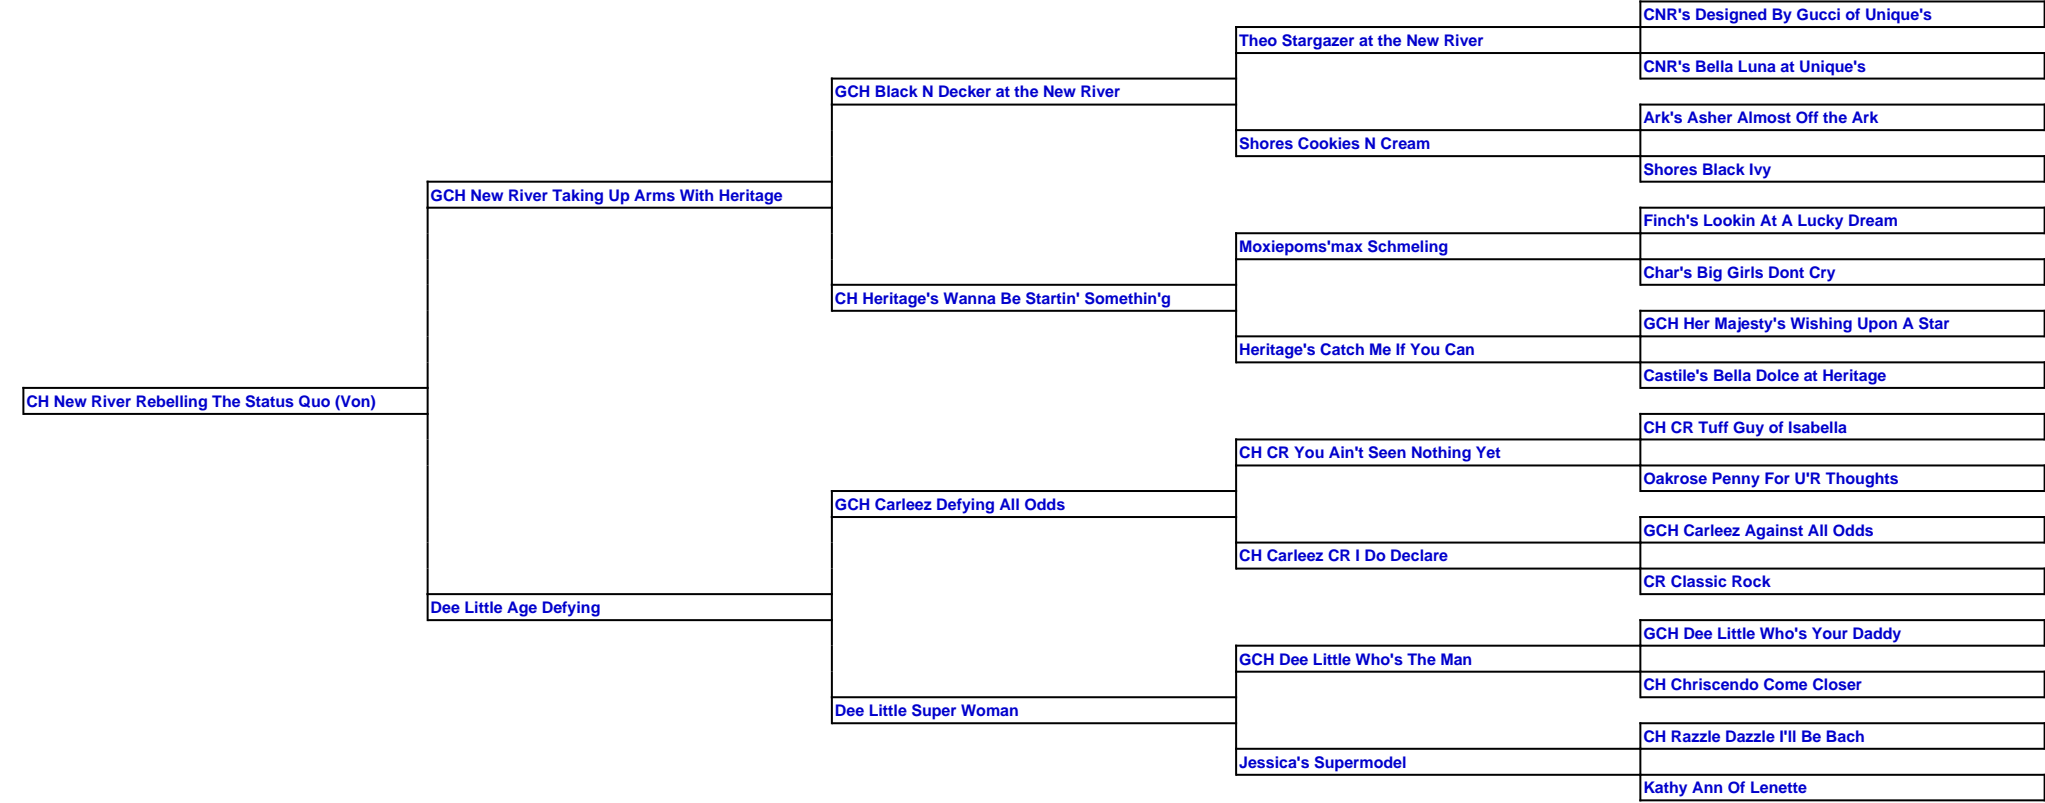 CNR's Designed By Gucci of Unique's
Theo Stargazer at the New River
CNR's Bella Luna at Unique's
GCH Black N Decker at the New River
Ark's Asher Almost Off the Ark
Shores Cookies N Cream
Shores Black Ivy
GCH New River Taking Up Arms With Heritage
Finch's Lookin At A Lucky Dream
Moxiepoms'max Schmeling
Char's Big Girls Dont Cry
CH Heritage's Wanna Be Startin' Somethin'g
GCH Her Majesty's Wishing Upon A Star
Heritage's Catch Me If You Can
Castile's Bella Dolce at Heritage
CH New River Rebelling The Status Quo (Von)
CH CR Tuff Guy of Isabella
CH CR You Ain't Seen Nothing Yet
Oakrose Penny For U'R Thoughts
GCH Carleez Defying All Odds
GCH Carleez Against All Odds
CH Carleez CR I Do Declare
CR Classic Rock
Dee Little Age Defying
GCH Dee Little Who's Your Daddy
GCH Dee Little Who's The Man
CH Chriscendo Come Closer
Dee Little Super Woman
CH Razzle Dazzle I'll Be Bach
Jessica's Supermodel
Kathy Ann Of Lenette